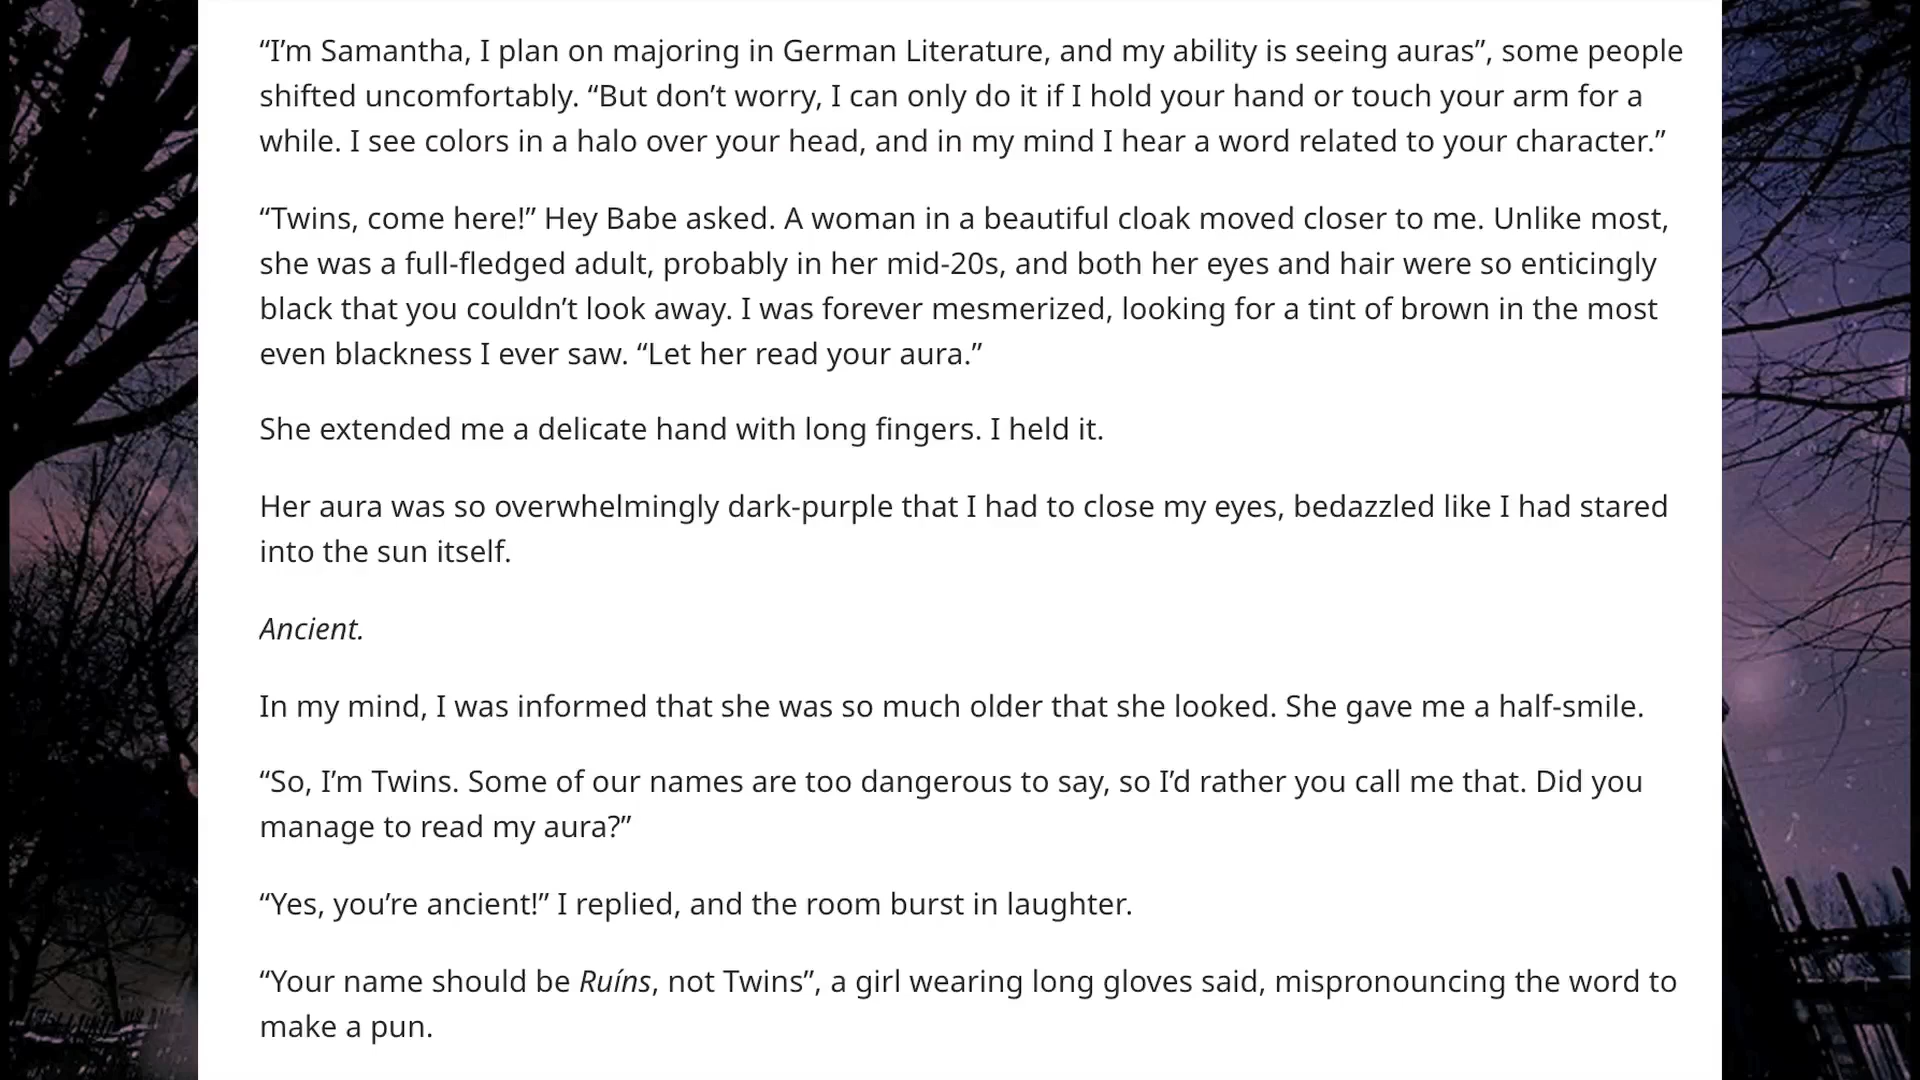 “I’m Samantha, I plan on majoring in German Literature, and my ability is seeing auras”, some people
shifted uncomfortably. “But don’t worry, I can only do it if I hold your hand or touch your arm for a
while. I see colors in a halo over your head, and in my mind I hear a word related to your character.”
“Twins, come here!” Hey Babe asked. A woman in a beautiful cloak moved closer to me. Unlike most,
she was a full-fledged adult, probably in her mid-20s, and both her eyes and hair were so enticingly
black that you couldn’t look away. I was forever mesmerized, looking for a tint of brown in the most
even blackness I ever saw. “Let her read your aura.”
She extended me a delicate hand with long fingers. I held it.
Her aura was so overwhelmingly dark-purple that I had to close my eyes, bedazzled like I had stared
into the sun itself.
Ancient.
In my mind, I was informed that she was so much older that she looked. She gave me a half-smile.
“So, I’m Twins. Some of our names are too dangerous to say, so I’d rather you call me that. Did you
manage to read my aura?”
“Yes, you’re ancient!” I replied, and the room burst in laughter.
“Your name should be Ruíns, not Twins”, a girl wearing long gloves said, mispronouncing the word to
make a pun.